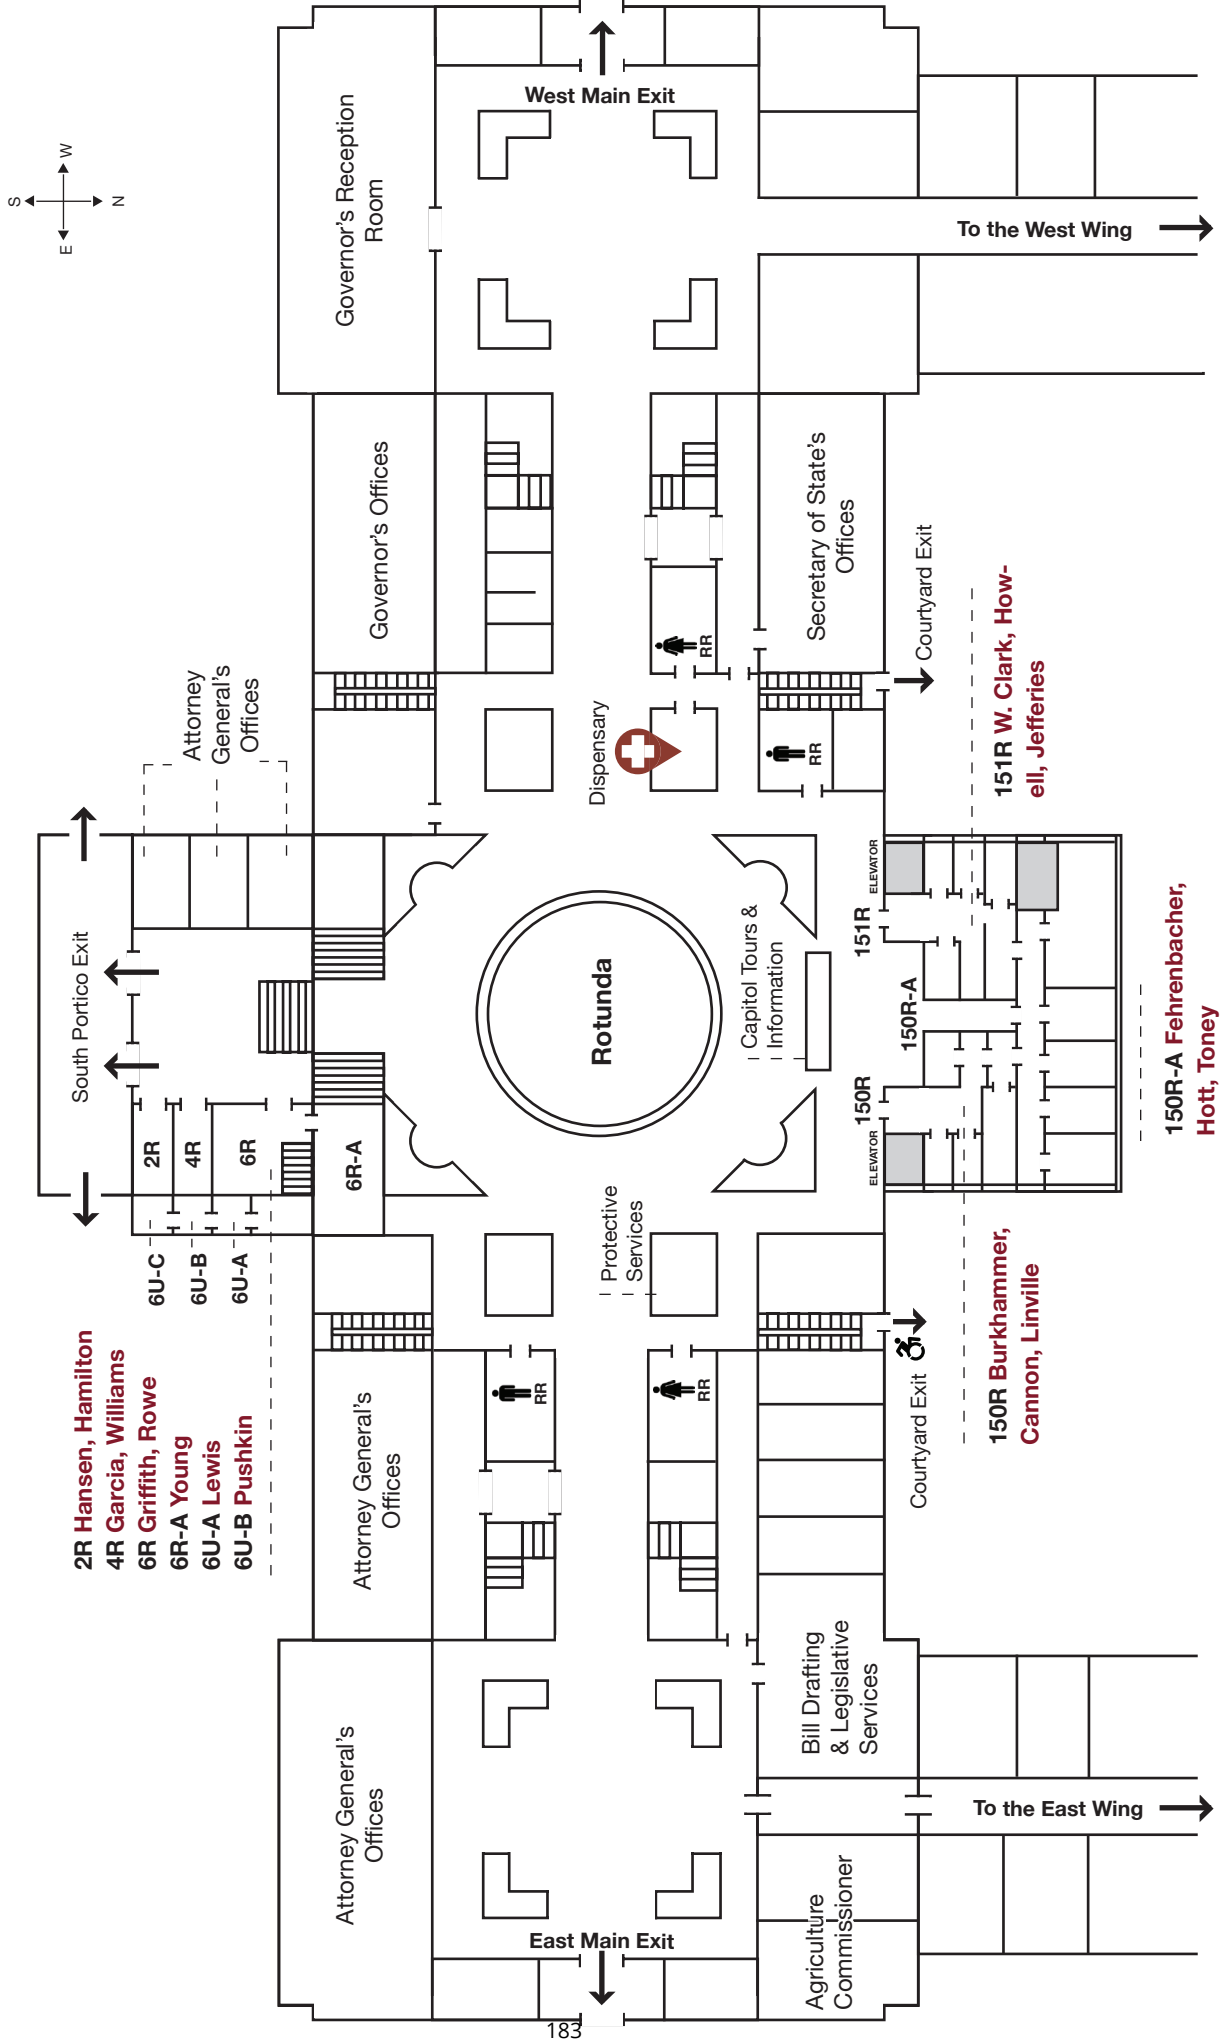 S
W
E
N
West Main Exit
Governor's Reception
Room
To the West Wing
Governor's Offices
Secretary of State's
Offices
RR
Courtyard Exit
Attorney
General's
Offices
Dispensary
RR
151R W. Clark, How-
ell, Jefferies
South Portico Exit
Rotunda
Capitol Tours &
Information
ELEVATOR
151R
150R-A
150R
ELEVATOR
150R-A Fehrenbacher,
Hott, Toney
2R
4R
6R
6R-A
6U-C
6U-B
6U-A
Protective
Services
2R Hansen, Hamilton
4R Garcia, Williams
6R Griffith, Rowe
6R-A Young
6U-A Lewis
6U-B Pushkin
Attorney General's
Offices
RR
RR
Courtyard Exit
150R Burkhammer,
Cannon, Linville
Attorney General's
Offices
Bill Drafting
& Legislative
Services
To the East Wing
Agriculture
Commissioner
East Main Exit
183